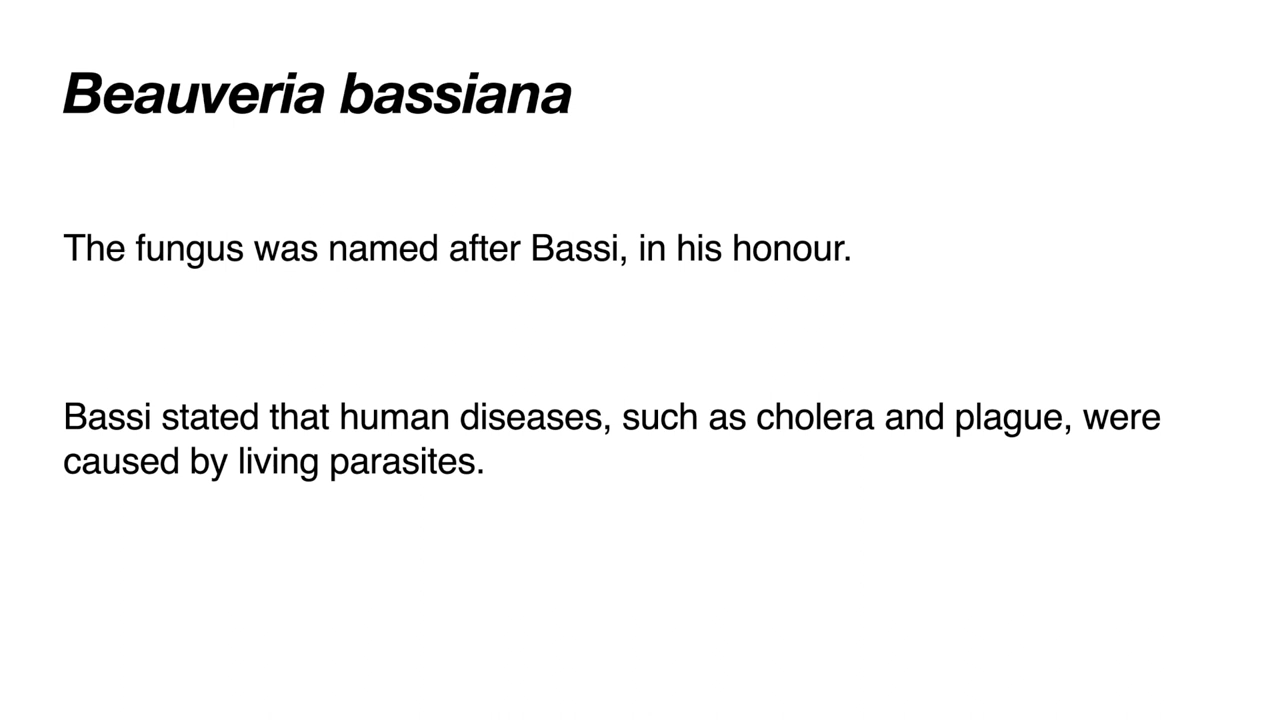 Beauveria bassiana
The fungus was named after Bassi, in his honour.
Bassi stated that human diseases, such as cholera and plague, were
caused by living parasites.